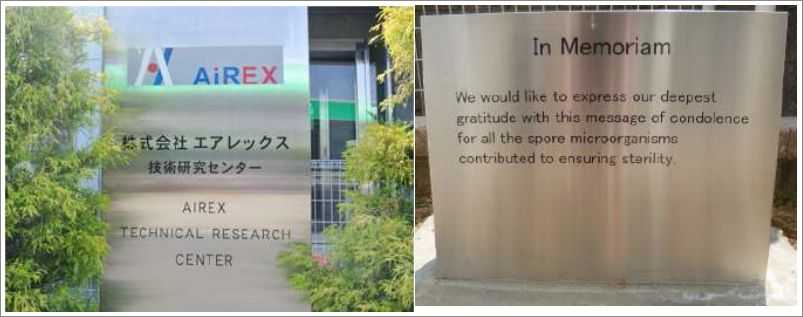 AiREX
株式会社 エアレックス
技術研究センター
AIREX
TECHNICAL RESEARCH
CENTER
In Memoriam
We would like to express our deepest
gratitude with this message of condolence
for all the spore microorganisms
contributed to ensuring sterility.